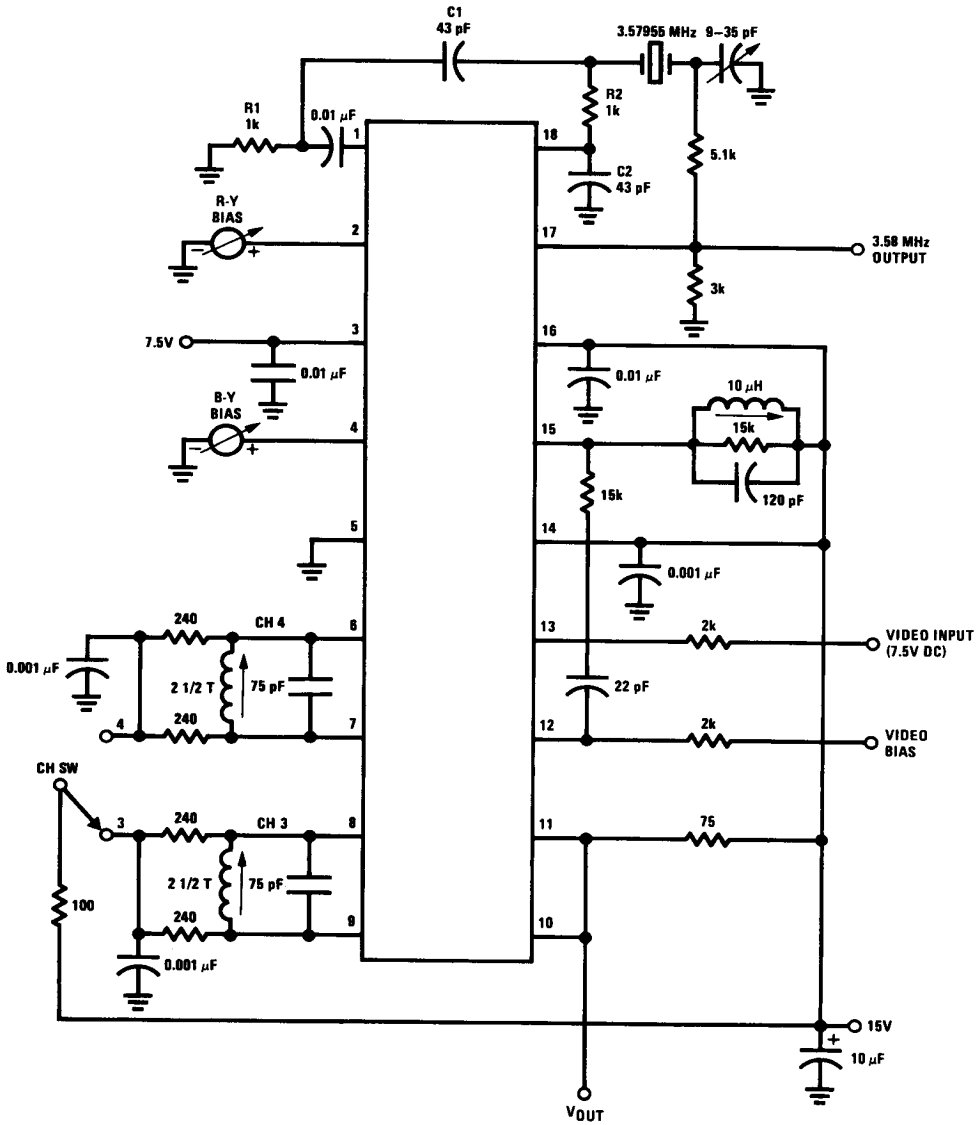 C1
43 pF
3.57955 MHz
9–35 pF
R1
1k
0.01 μF
1
18
R2
1k
5.1k
C2
43 pF
R-Y
BIAS
–
+
2
17
3.58 MHz
OUTPUT
3k
7.5V
3
16
0.01 μF
0.01 μF
B-Y
BIAS
–
+
4
15
10 μH
15k
120 pF
15k
5
14
0.001 μF
240
CH 4
6
13
2k
VIDEO INPUT
(7.5V DC)
0.001 μF
2 1/2 T
75 pF
22 pF
4
240
7
12
2k
VIDEO
BIAS
CH SW
3
240
CH 3
8
11
75
2 1/2 T
75 pF
100
240
9
10
0.001 μF
15V
+
10 μF
VOUT